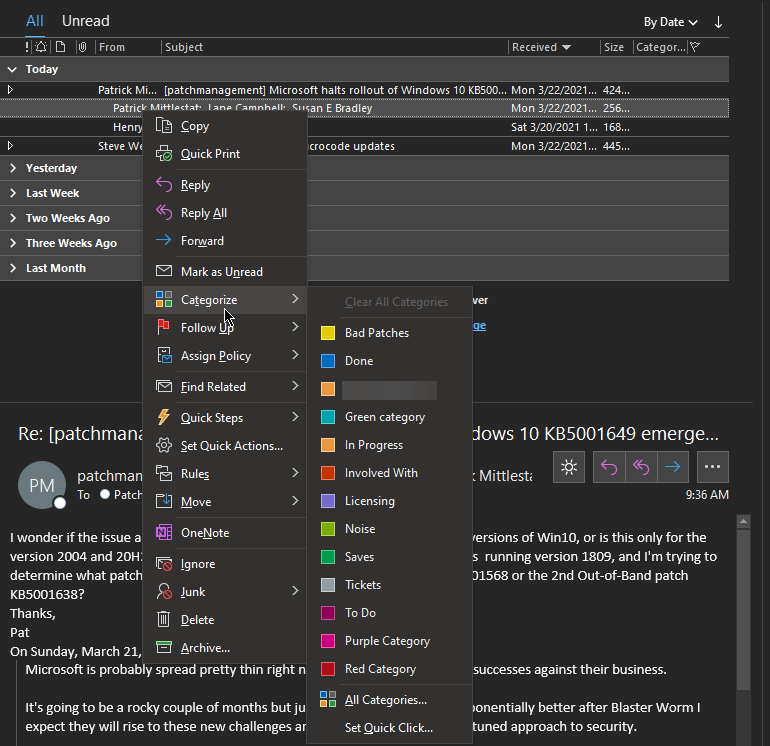 All Unread By Date
! From Subject Received Size Categor...
Today
Patrick Mi... [patchmanagement] Microsoft halts rollout of Windows 10 KB500... Mon 3/22/2021... 424...
Patrick Mittlestat; Lane Campbell; Susan E Bradley Mon 3/22/2021... 256...
Henry Sat 3/20/2021 1... 168...
Steve We icrocode updates Mon 3/22/2021... 445...
Yesterday
Last Week
Two Weeks Ago
Three Weeks Ago
Last Month
Copy
Quick Print
Reply
Reply All
Forward
Mark as Unread
Categorize
Follow Up
Assign Policy
Find Related
Quick Steps
Set Quick Actions...
Rules
Move
OneNote
Ignore
Junk
Delete
Archive...
Clear All Categories
Bad Patches
Done
Green category
In Progress
Involved With
Licensing
Noise
Saves
Tickets
To Do
Purple Category
Red Category
All Categories...
Set Quick Click...
ver
ge
Re: [patchmana dows 10 KB5001649 emerge...
PM patchman k Mittlesta
To Patch 9:36 AM
I wonder if the issue a versions of Win10, or is this only for the
version 2004 and 20H2 s running version 1809, and I'm trying to
determine what patch 01568 or the 2nd Out-of-Band patch
KB5001638?
Thanks,
Pat
On Sunday, March 21,
Microsoft is probably spread pretty thin right n successes against their business.
It's going to be a rocky couple of months but ju onentially better after Blaster Worm I
expect they will rise to these new challenges an tuned approach to security.